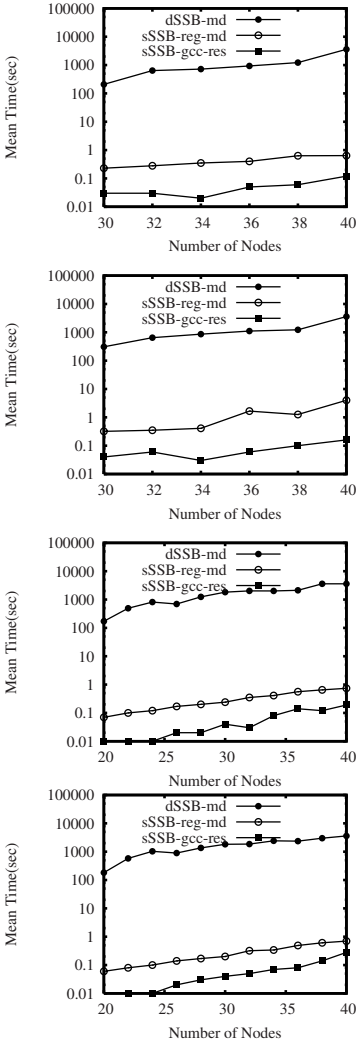 100000
10000
1000
100
10
1
0.1
0.01
Mean Time(sec)
dSSB-md
sSSB-reg-md
sSSB-gcc-res
30 32 34 36 38 40
Number of Nodes
100000
10000
1000
100
10
1
0.1
0.01
Mean Time(sec)
dSSB-md
sSSB-reg-md
sSSB-gcc-res
30 32 34 36 38 40
Number of Nodes
100000
10000
1000
100
10
1
0.1
0.01
Mean Time(sec)
dSSB-md
sSSB-reg-md
sSSB-gcc-res
20 25 30 35 40
Number of Nodes
100000
10000
1000
100
10
1
0.1
0.01
Mean Time(sec)
dSSB-md
sSSB-reg-md
sSSB-gcc-res
20 25 30 35 40
Number of Nodes